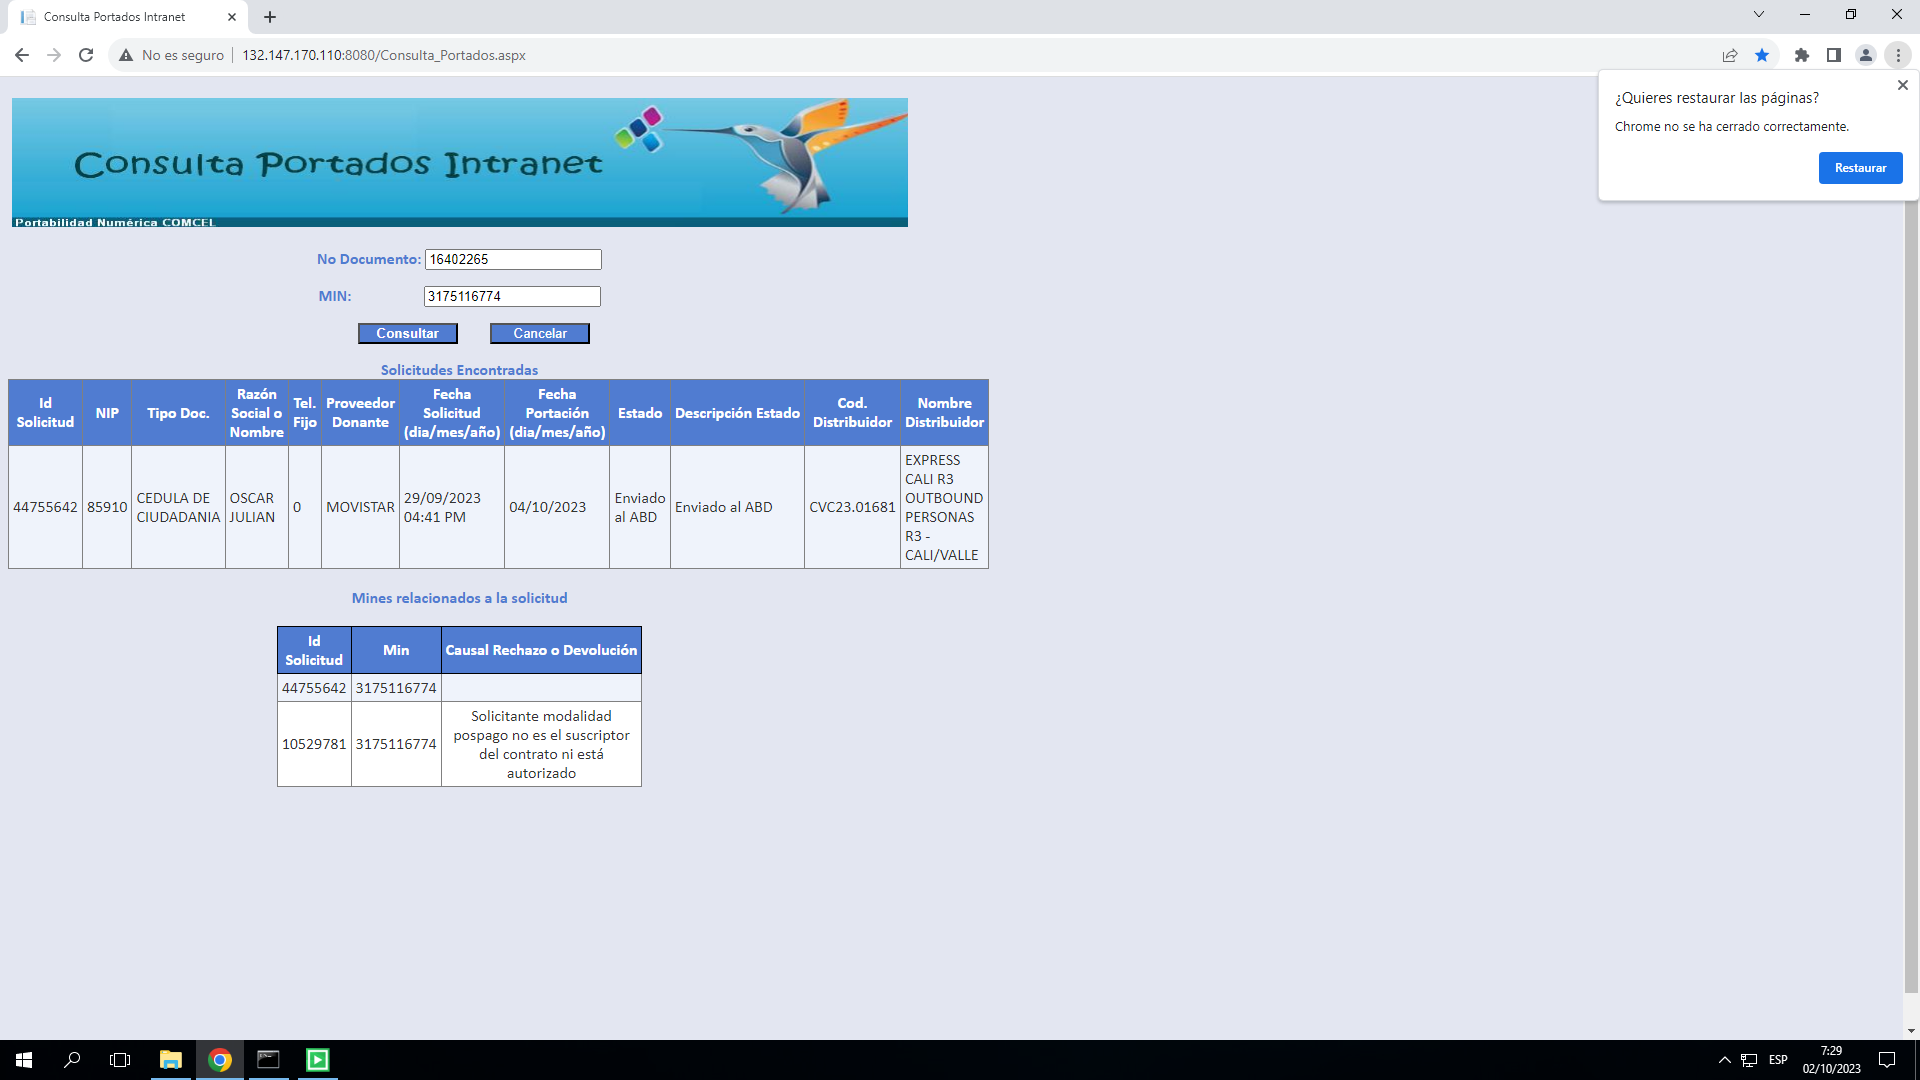 Consulta Portados Intranet
No es seguro
132.147.170.110:8080/Consulta_Portados.aspx
¿Quieres restaurar las páginas?
Chrome no se ha cerrado correctamente.
Restaurar
Consulta Portados Intranet
Portabilidad Numérica COMCEL
No Documento: 16402265
MIN: 3175116774
Consultar Cancelar
Solicitudes Encontradas
Id Solicitud NIP Tipo Doc. Razón Social o Nombre Tel. Fijo Proveedor Donante Fecha Solicitud (dia/mes/año) Fecha Portación (dia/mes/año) Estado Descripción Estado Cod. Distribuidor Nombre Distribuidor
44755642 85910 CEDULA DE CIUDADANIA OSCAR JULIAN 0 MOVISTAR 29/09/2023 04:41 PM 04/10/2023 Enviado al ABD Enviado al ABD CVC23.01681 EXPRESS CALI R3 OUTBOUND PERSONAS R3 - CALI/VALLE
Mines relacionados a la solicitud
Id Solicitud Min Causal Rechazo o Devolución
44755642 3175116774
10529781 3175116774 Solicitante modalidad pospago no es el suscriptor del contrato ni está autorizado
ESP
7:29
02/10/2023